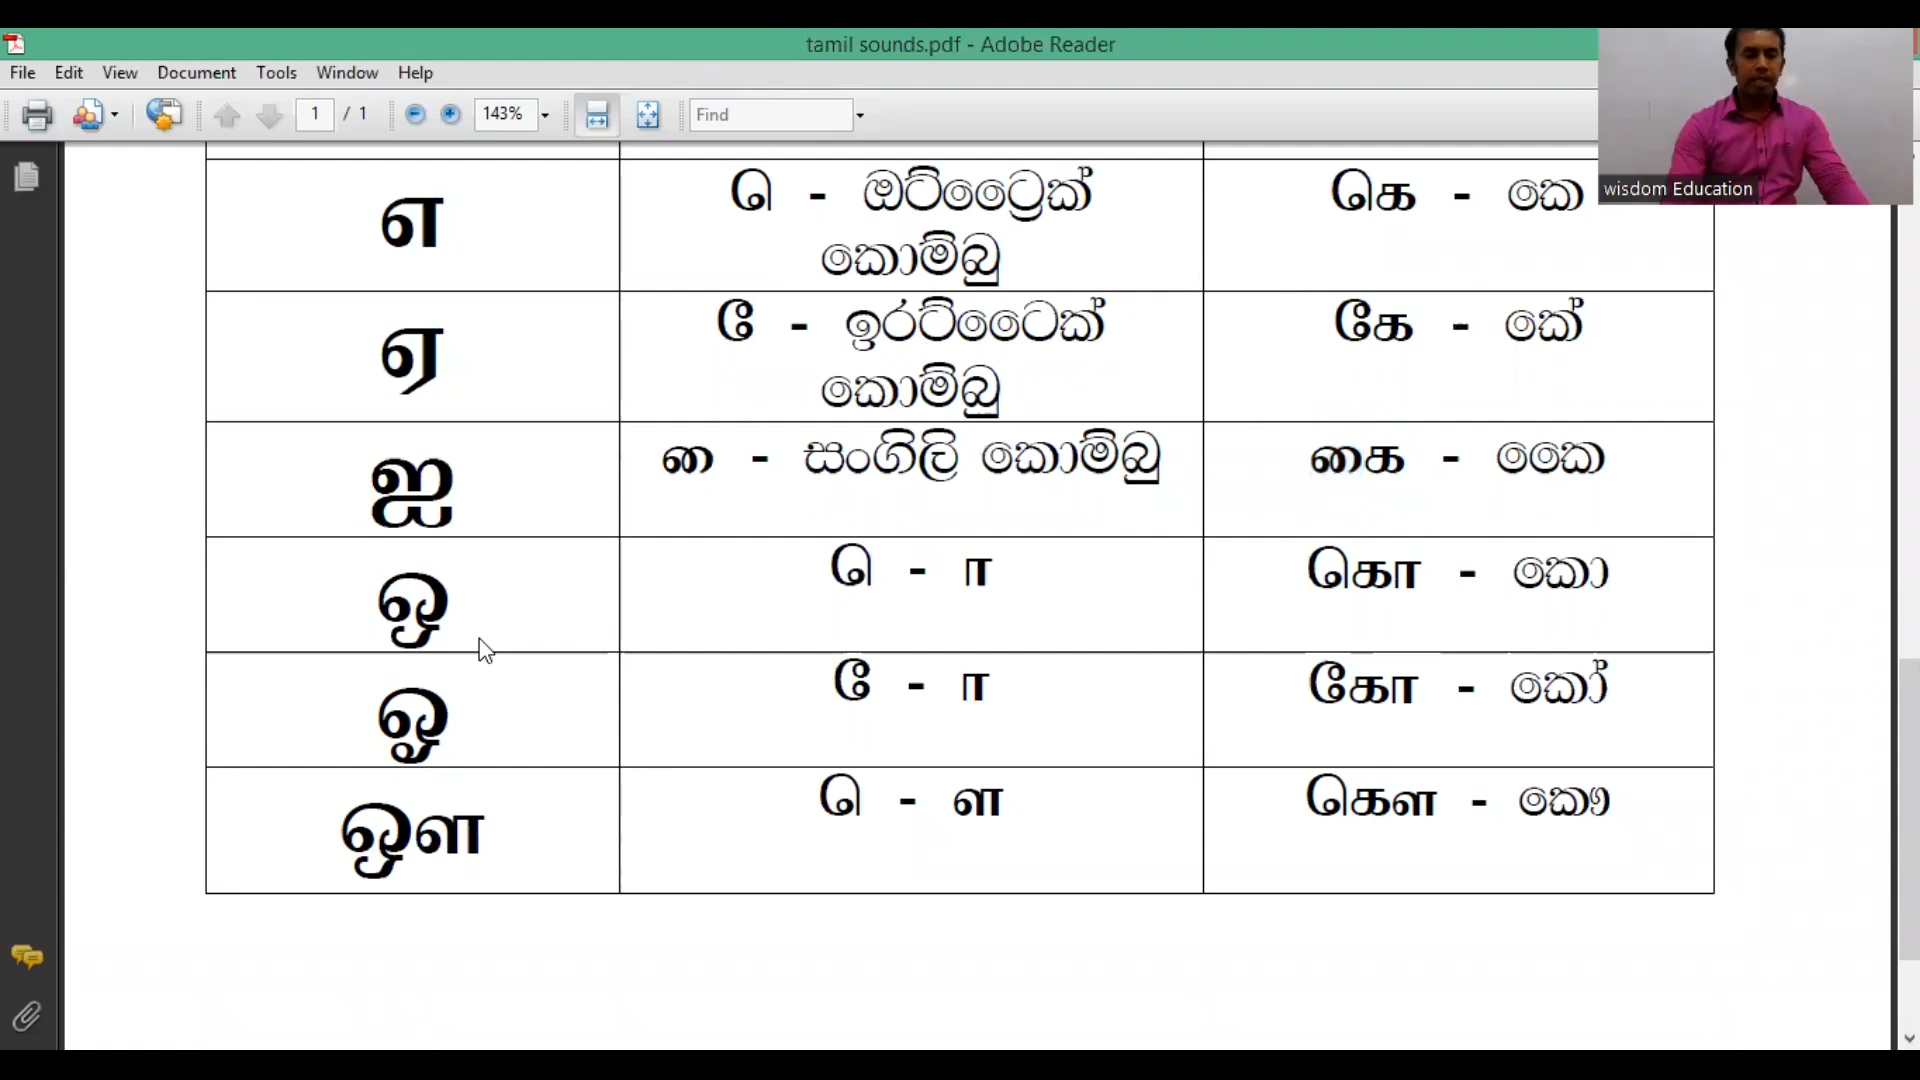 tamil sounds.pdf - Adobe Reader
File Edit View Document Tools Window Help
1 / 1 143% Find
wisdom Education
எ ெ - ඔට්ට්‍රෛක් කෙ - කෙ
කොම්බු
ஏ ே - ඉරට්ටෛක් கே - කේ
කොම්බු
ஐ ை - සංගිලි කොම්බු கை - කෛ
ஒ ெ - ா கொ - කො
ஓ ே - ா கோ - කෝ
ஔ ெ - ள கௌ - කෞ